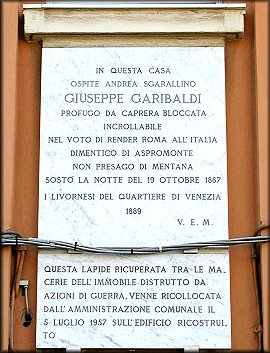 IN QUESTA CASA
OSPITE ANDREA SGARALLINO
GIUSEPPE GARIBALDI
PROFUGO DA CAPRERA BLOCCATA
INCROLLABILE
NEL VOTO DI RENDER ROMA ALL'ITALIA
DIMENTICO DI ASPROMONTE
NON PRESAGO DI MENTANA
SOSTÒ LA NOTTE DEL 19 OTTOBRE 1867
I LIVORNESI DEL QUARTIERE DI VENEZIA
1889
V. E. M.
QUESTA LAPIDE RICUPERATA TRE LE MA
CERIE DELL'IMMOBILE DISTRUTTO DA
AZIONI DI GUERRA, VENNE RICOLLOCATA
DALL'AMMINISTRAZIONE COMUNALE IL
5 LUGLIO 1957 SULL'EDIFICIO RICOSTRUI
TO